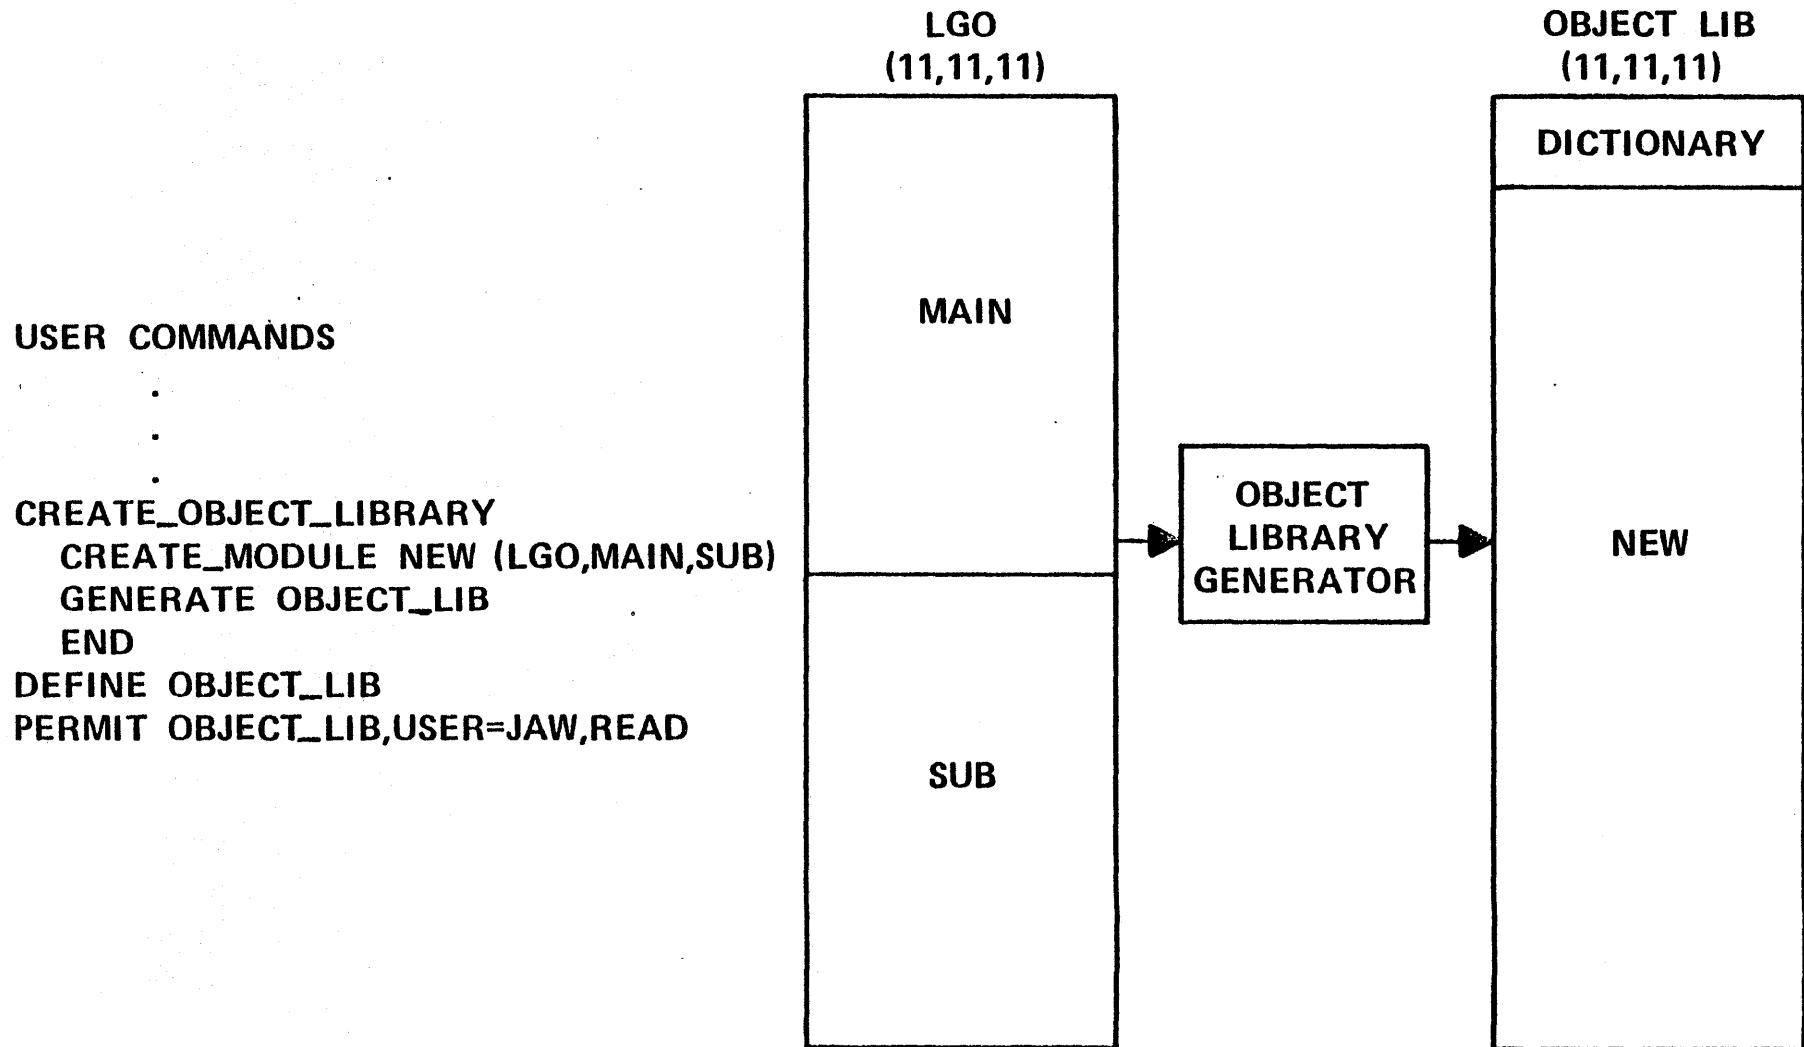 USER COMMANDS
.
.
.
CREATE_OBJECT_LIBRARY
CREATE_MODULE NEW (LGO,MAIN,SUB)
GENERATE OBJECT_LIB
END
DEFINE OBJECT_LIB
PERMIT OBJECT_LIB,USER=JAW,READ
LGO
(11,11,11)
MAIN
SUB
OBJECT
LIBRARY
GENERATOR
OBJECT LIB
(11,11,11)
DICTIONARY
NEW